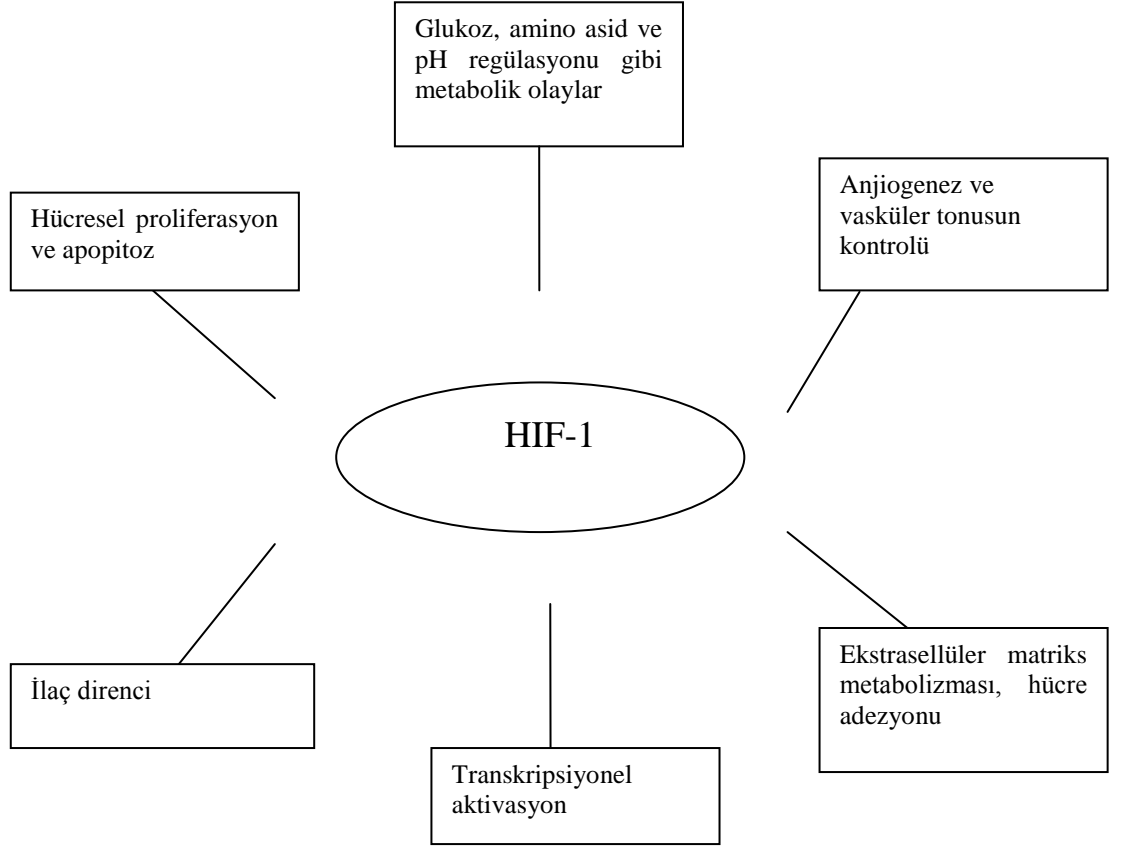 Glukoz, amino asid ve
pH regülasyonu gibi
metabolik olaylar
Anjiogenez ve
vasküler tonusun
kontrolü
Hücresel proliferasyon
ve apopitoz
HIF-1
Ekstrasellüler matriks
metabolizması, hücre
adezyonu
İlaç direnci
Transkripsiyonel
aktivasyon